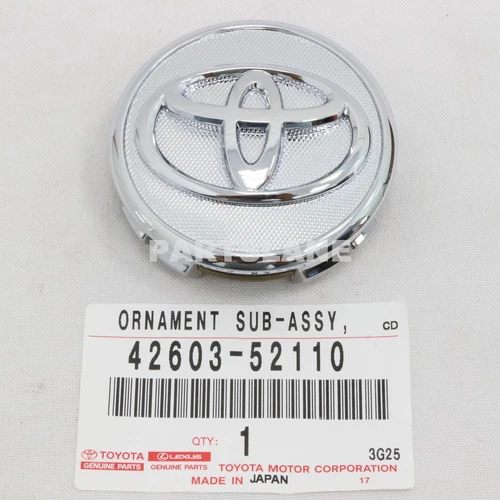 PARTSLANE
ORNAMENT SUB-ASSY, CD
42603-52110
QTY: 1 3G25
TOYOTA GENUINE PARTS LEXUS GENUINE PARTS TOYOTA MOTOR CORPORATION
MADE IN JAPAN 17